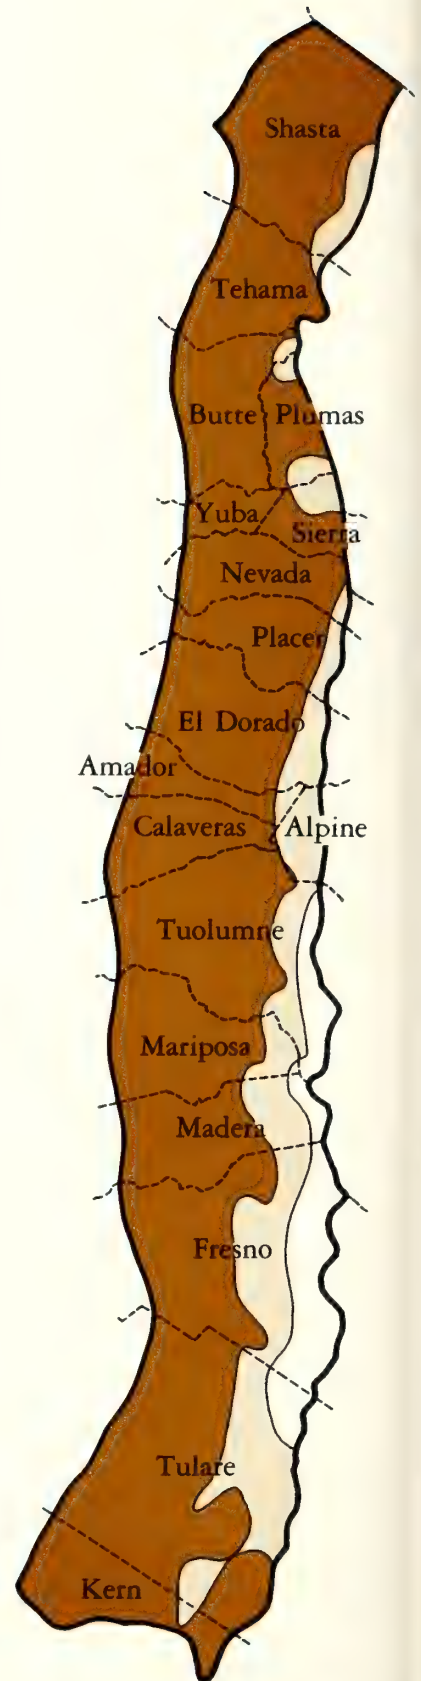 Shasta
Tehama
Butte Plumas
Yuba
Sierra
Nevada
Placer
El Dorado
Amador
Calaveras
Alpine
Tuolumne
Mariposa
Madera
Fresno
Tulare
Kern